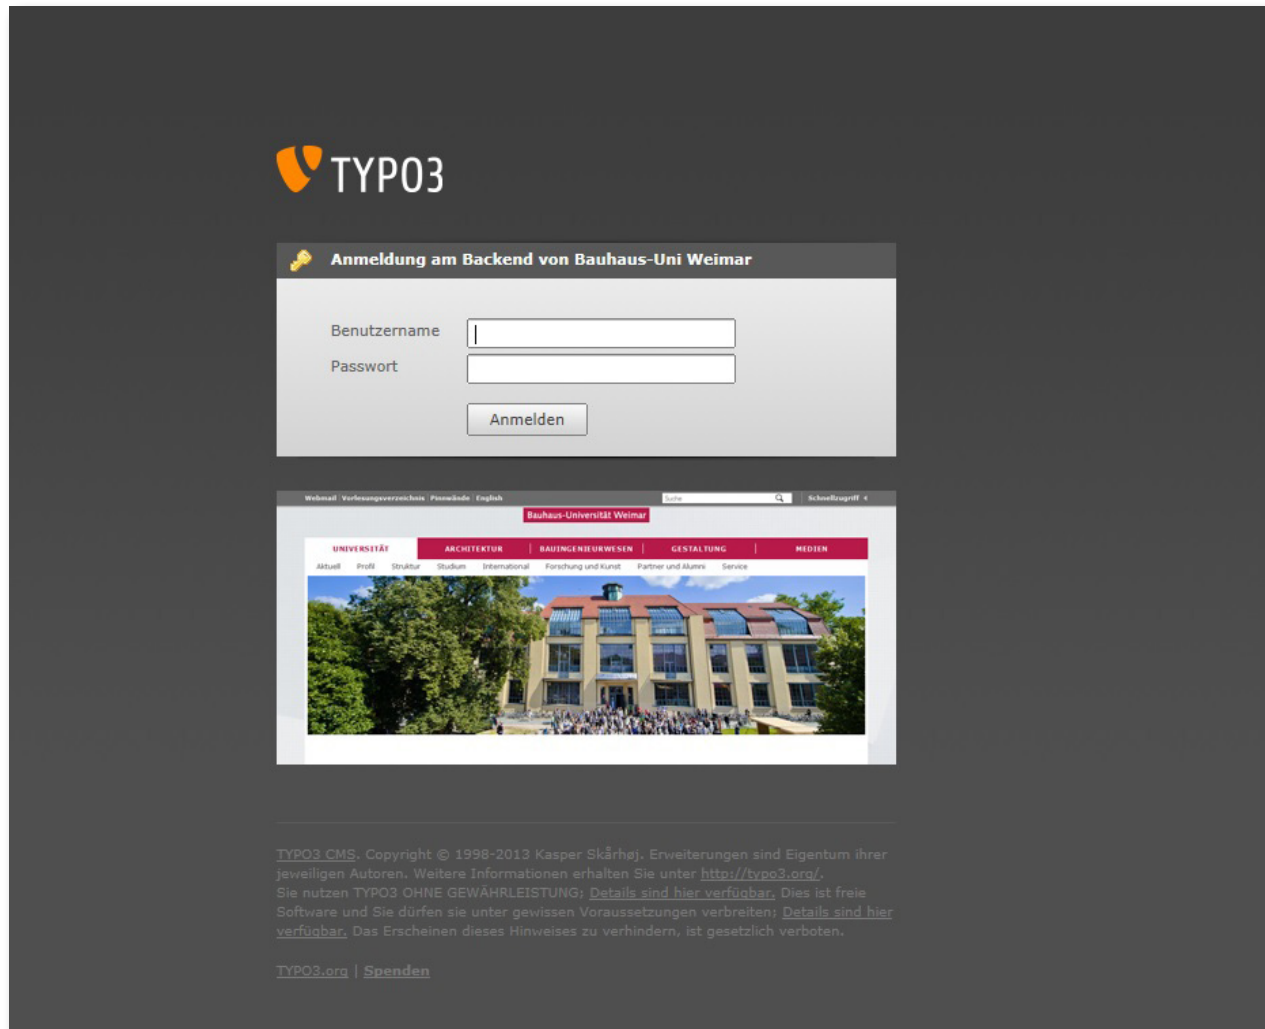 TYPO3
Anmeldung am Backend von Bauhaus-Uni Weimar
Benutzername
Passwort
Anmelden
Webmail | Vorlesungsverzeichnis | Pinnwände | English
Suche
Schnellzugriff
Bauhaus-Universität Weimar
UNIVERSITÄT ARCHITEKTUR | BAUINGENIEURWESEN | GESTALTUNG | MEDIEN
Aktuell Profil Struktur Studium International Forschung und Kunst Partner und Alumni Service
TYPO3 CMS. Copyright © 1998-2013 Kasper Skårhøj. Erweiterungen sind Eigentum ihrer
jeweiligen Autoren. Weitere Informationen erhalten Sie unter http://typo3.org/.
Sie nutzen TYPO3 OHNE GEWÄHRLEISTUNG; Details sind hier verfügbar. Dies ist freie
Software und Sie dürfen sie unter gewissen Voraussetzungen verbreiten; Details sind hier
verfügbar. Das Erscheinen dieses Hinweises zu verhindern, ist gesetzlich verboten.
TYPO3.org | Spenden